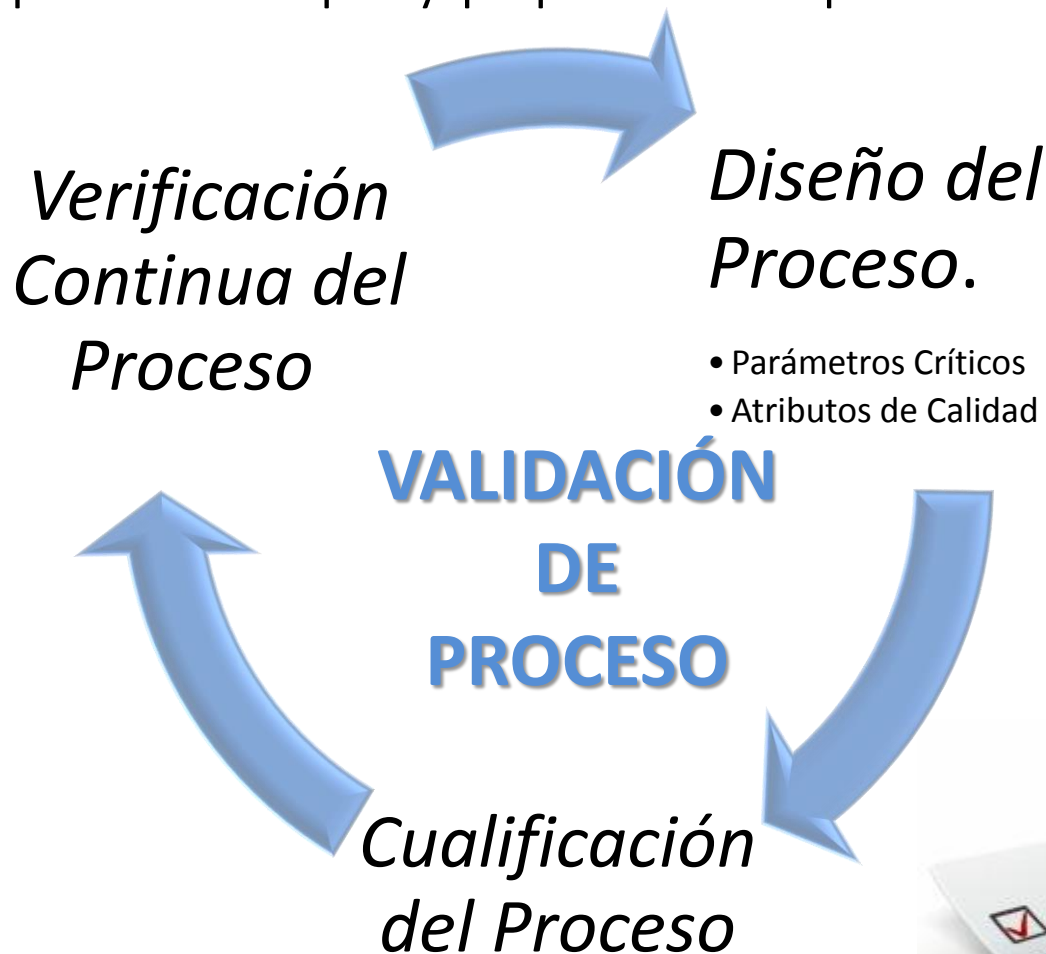 Verificación
Continua del
Proceso
Diseño del
Proceso.
• Parámetros Críticos
• Atributos de Calidad
VALIDACIÓN
DE
PROCESO
Cualificación
del Proceso